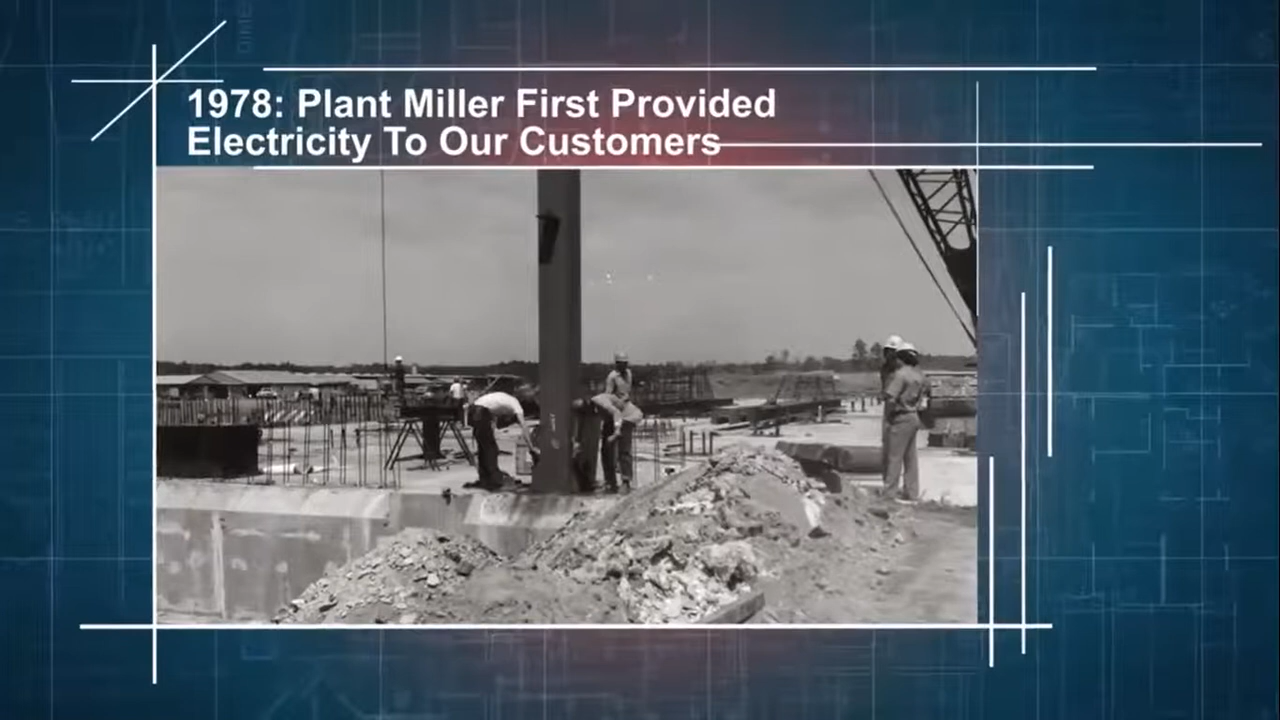 1978: Plant Miller First Provided
Electricity To Our Customers